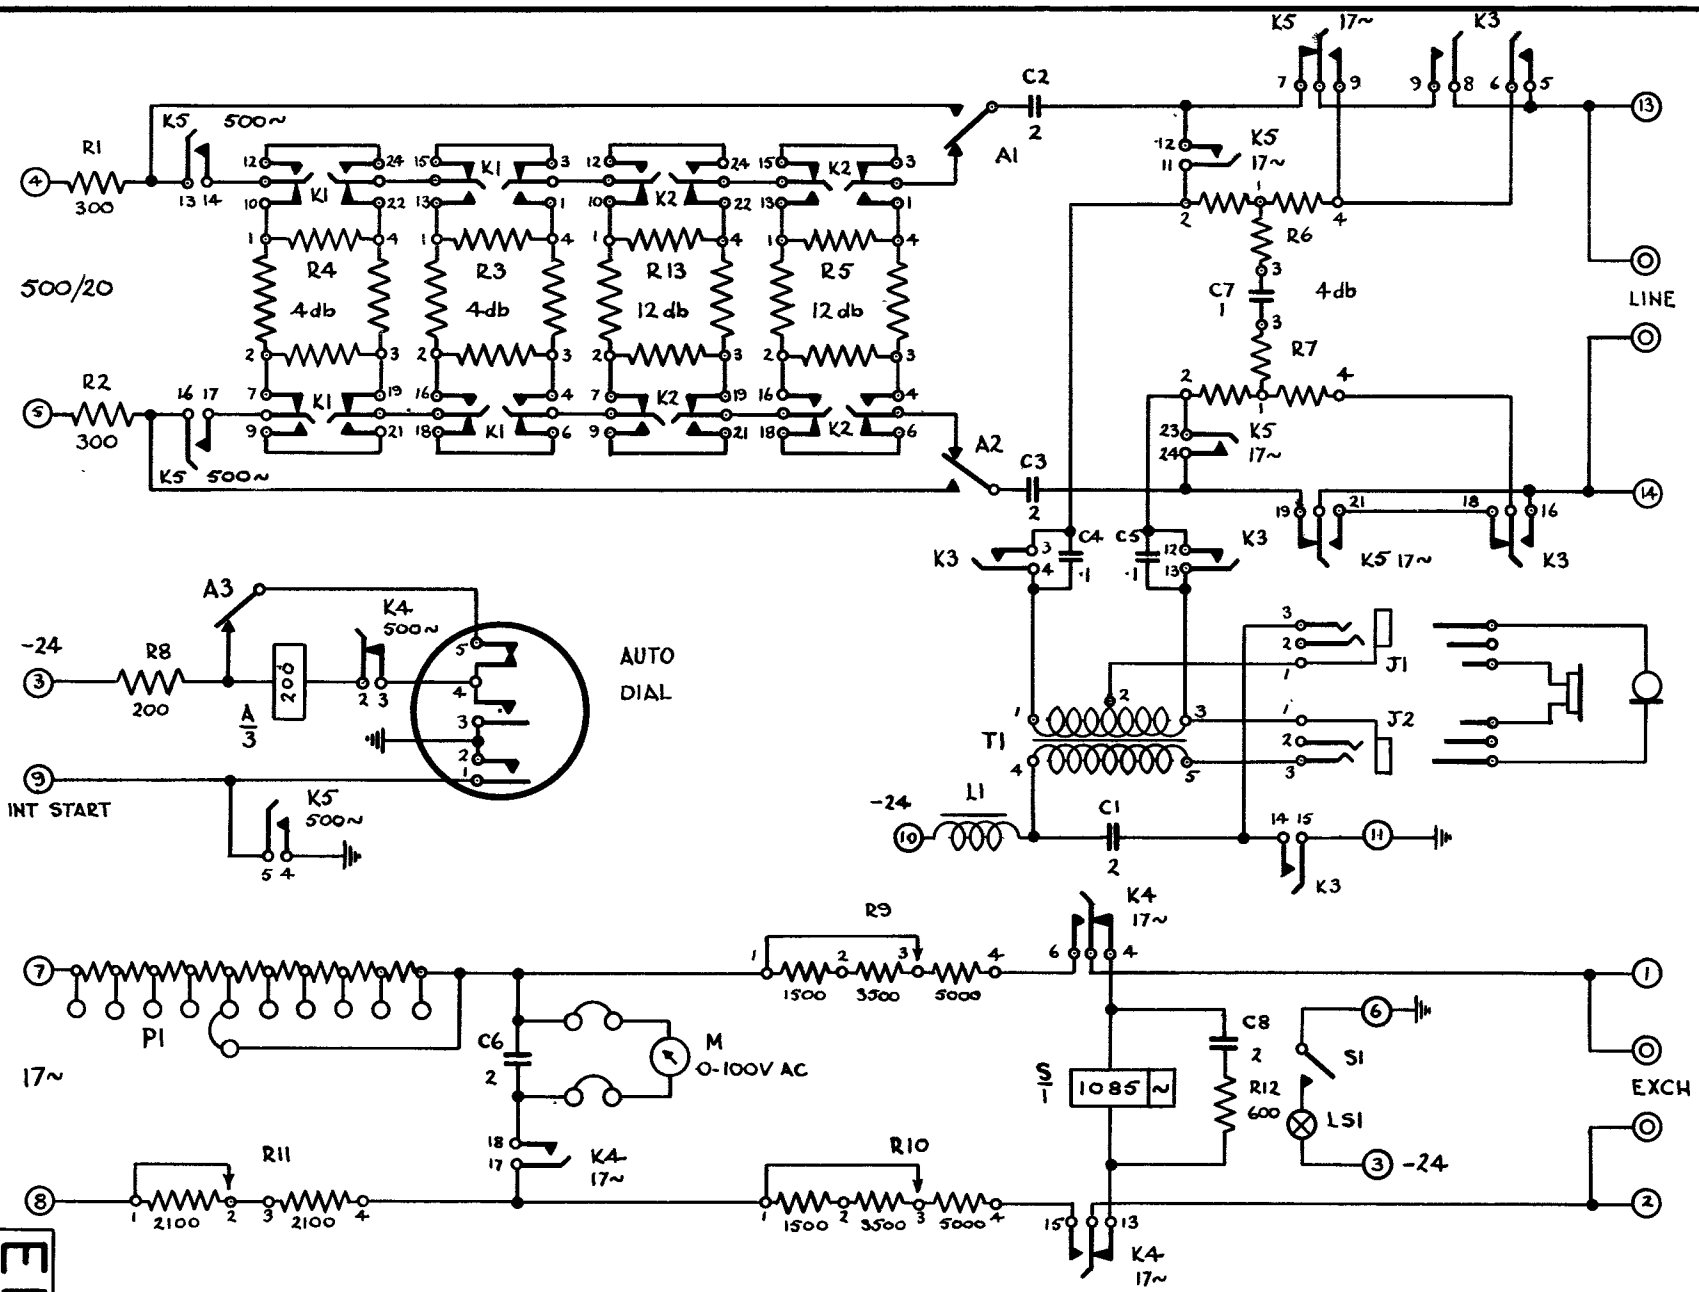 K5 17~ K3
7 9 9 8 6 5
C2
2
13
K5 500~
R1
4
300
13 14
12 24 15 K1 3 12 24 15 K2 3
K1 K2
10 22 13 1 10 22 13 1
A1
12 K5
11 17~
1 4 1 4 1 4 1 4
R4 R3 R13 R5
4db 4db 12db 12db
2 3 2 3 2 3 2 3
500/20
2 1 4
R6
3
C7
1
4db
3
R7
2 1 4
LINE
R2
5
300
16 17
K5 500~
7 K1 19 16 4 7 K2 19 16 4
9 21 18 K1 6 9 21 18 K2 6
A2
C3
2
23 K5
24 17~
14
19 21 18 16
K5 17~ K3
K3 3
4
C4
.1
C5
.1
12
13
K3
A3
K4
500~
-24
3
R8
200
A
3
200
2 3
5
4
3
2
1
AUTO
DIAL
9
INT START
K5
500~
5 4
3
2
1
J1
1
2
3
J2
1 2 3
T1
4 5
-24
10
L1
C1
2
14 15
11
K3
7
P1
17~
C6
2
M
0-100V AC
18
17
K4
17~
R9
1 2 3 4
1500 3500 5000
K4
17~
6 4
1
S
1
1085 ~
C8
2
R12
600
6
S1
LS1
3 -24
EXCH
R11
8
1 2 3 4
2100 2100
R10
1 2 3 4
1500 3500 5000
15 13
K4
17~
2
E